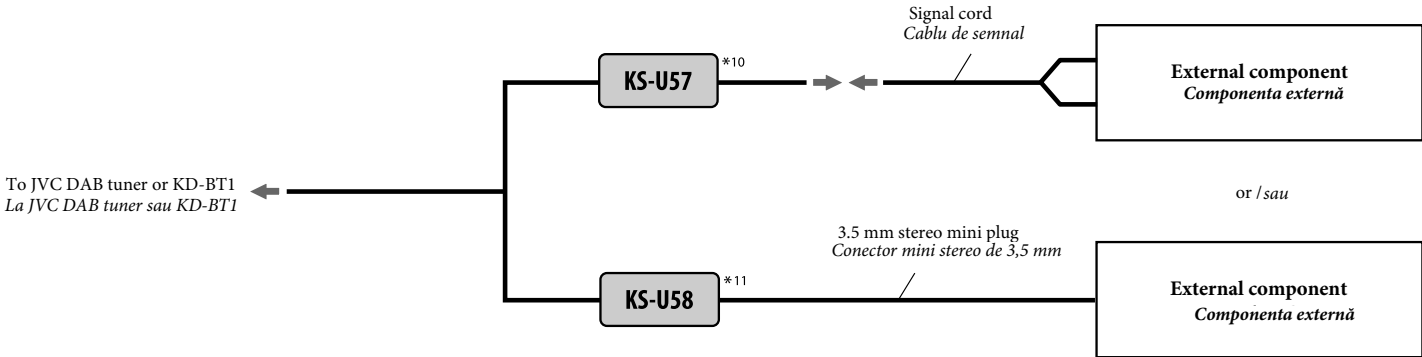 Signal cord
Cablu de semnal
KS-U57 *10
External component
Componenta externă
To JVC DAB tuner or KD-BT1
La JVC DAB tuner sau KD-BT1
or / sau
3.5 mm stereo mini plug
Conector mini stereo de 3,5 mm
KS-U58 *11
External component
Componenta externă